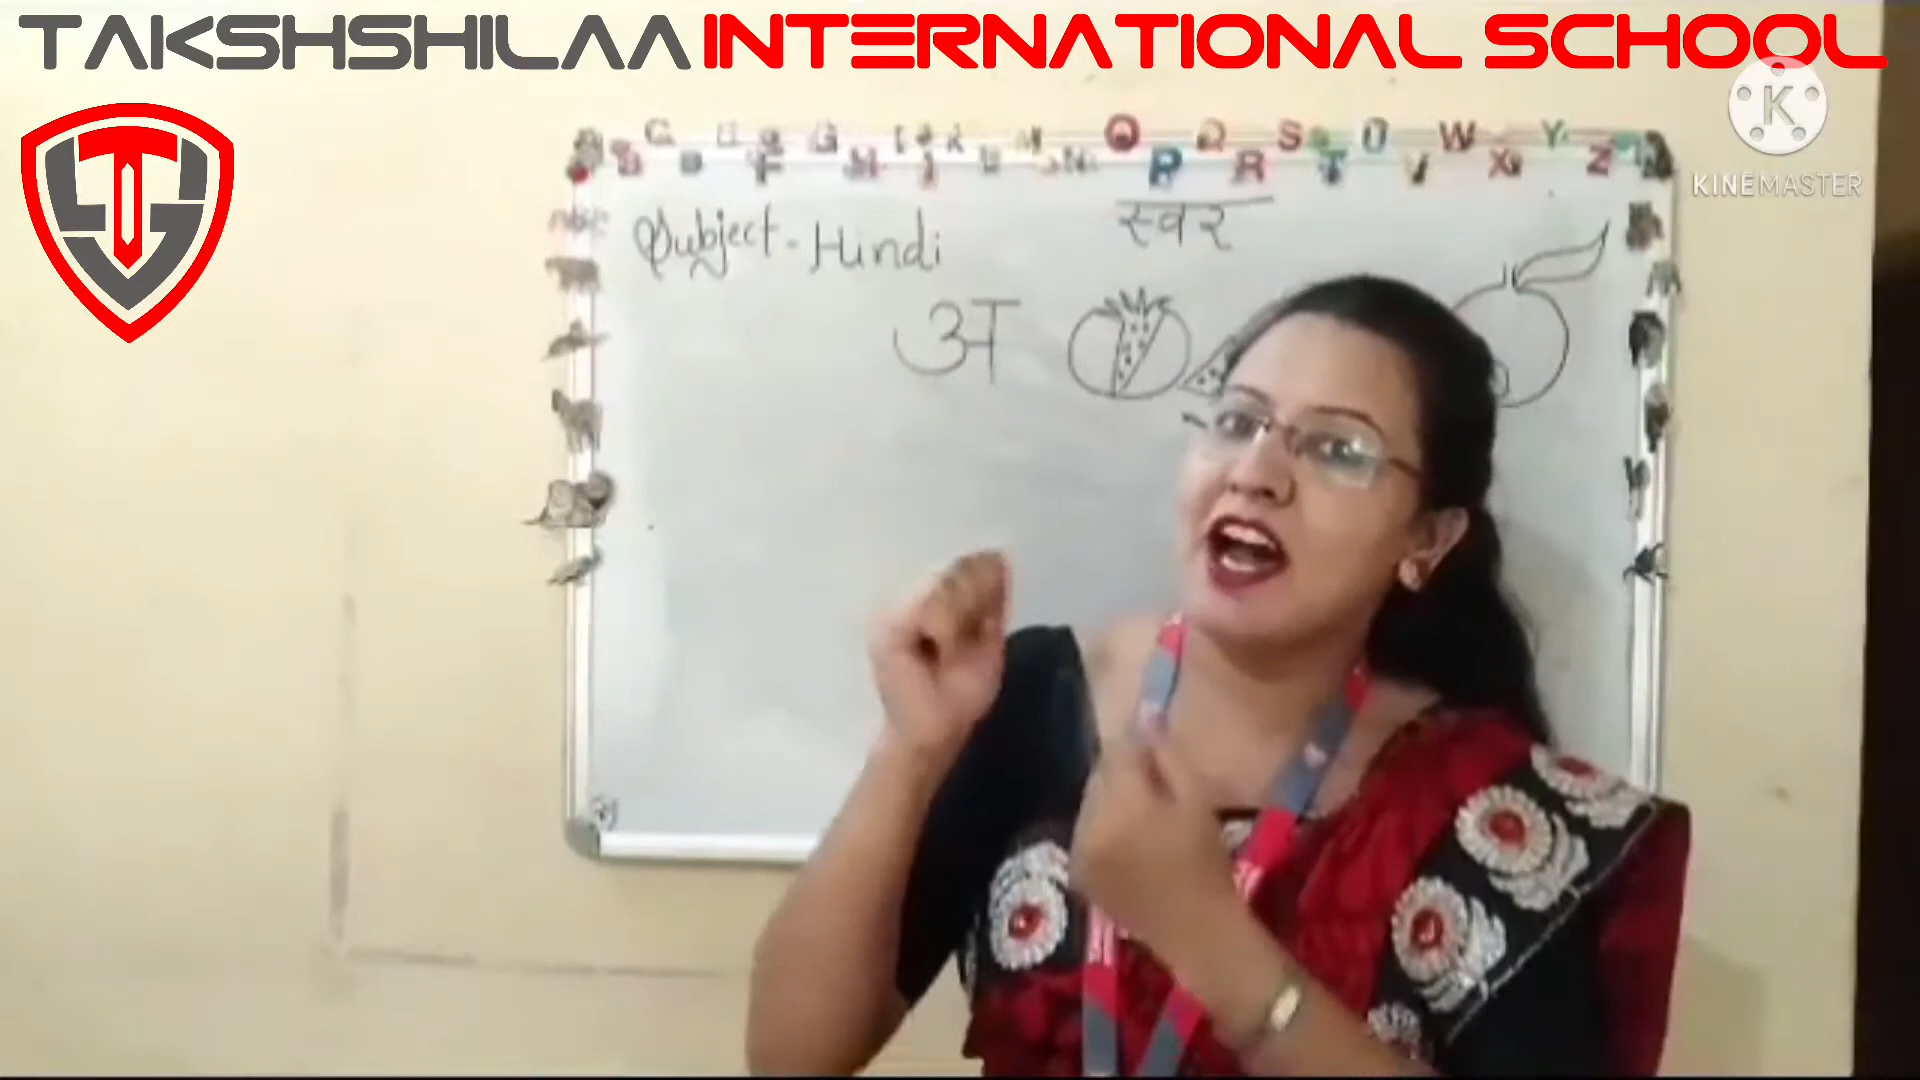 TAKSHSHILAA INTERNATIONAL SCHOOL
K
KINEMASTER
Q S U W Y
P R T V X Z
Subject - Hindi
स्वर
अ